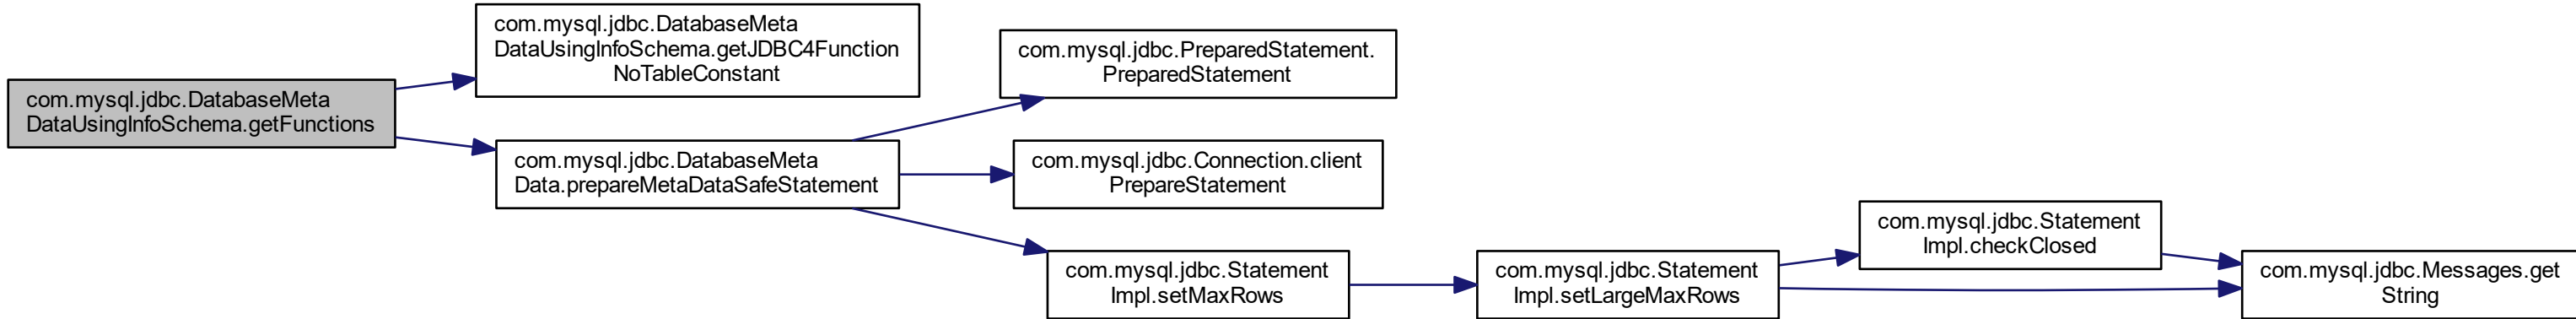 com.mysql.jdbc.DatabaseMeta
DataUsingInfoSchema.getFunctions
com.mysql.jdbc.DatabaseMeta
DataUsingInfoSchema.getJDBC4Function
NoTableConstant
com.mysql.jdbc.DatabaseMeta
Data.prepareMetaDataSafeStatement
com.mysql.jdbc.PreparedStatement.
PreparedStatement
com.mysql.jdbc.Connection.client
PrepareStatement
com.mysql.jdbc.Statement
Impl.setMaxRows
com.mysql.jdbc.Statement
Impl.setLargeMaxRows
com.mysql.jdbc.Statement
Impl.checkClosed
com.mysql.jdbc.Messages.get
String